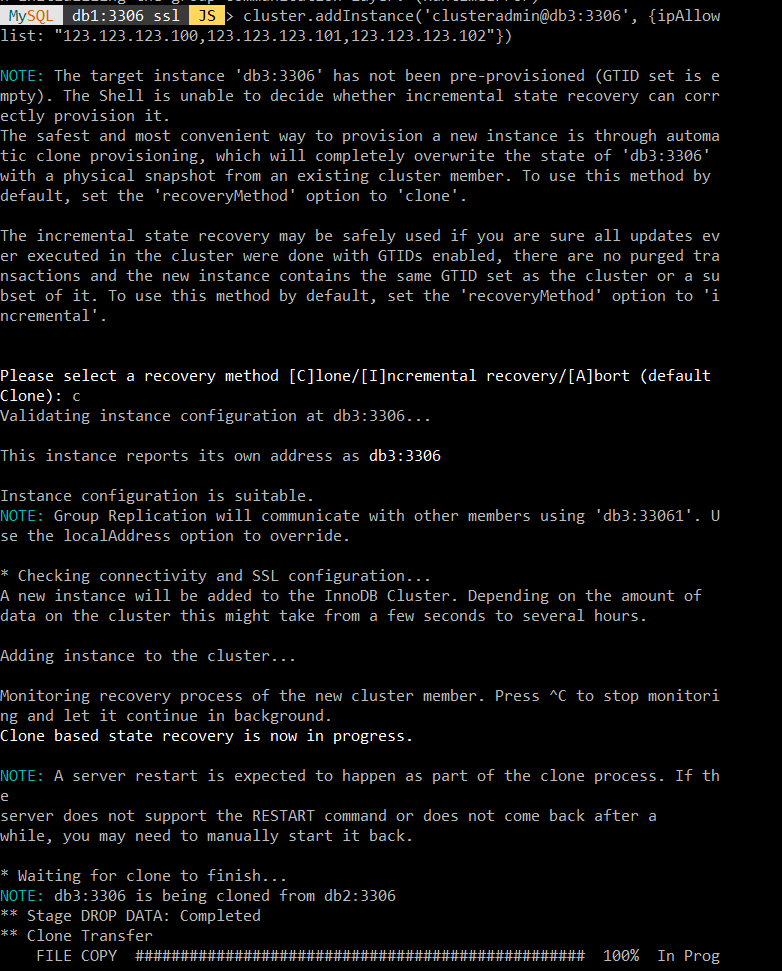 # Initializing the group communication layer. (RuntimeError)
MySQL db1:3306 ssl JS > cluster.addInstance('clusteradmin@db3:3306', {ipAllow
list: "123.123.123.100,123.123.123.101,123.123.123.102"})
NOTE: The target instance 'db3:3306' has not been pre-provisioned (GTID set is e
mpty). The Shell is unable to decide whether incremental state recovery can corr
ectly provision it.
The safest and most convenient way to provision a new instance is through automa
tic clone provisioning, which will completely overwrite the state of 'db3:3306'
with a physical snapshot from an existing cluster member. To use this method by
default, set the 'recoveryMethod' option to 'clone'.
The incremental state recovery may be safely used if you are sure all updates ev
er executed in the cluster were done with GTIDs enabled, there are no purged tra
nsactions and the new instance contains the same GTID set as the cluster or a su
bset of it. To use this method by default, set the 'recoveryMethod' option to 'i
ncremental'.
Please select a recovery method [C]lone/[I]ncremental recovery/[A]bort (default
Clone): c
Validating instance configuration at db3:3306...
This instance reports its own address as db3:3306
Instance configuration is suitable.
NOTE: Group Replication will communicate with other members using 'db3:33061'. U
se the localAddress option to override.
* Checking connectivity and SSL configuration...
A new instance will be added to the InnoDB Cluster. Depending on the amount of
data on the cluster this might take from a few seconds to several hours.
Adding instance to the cluster...
Monitoring recovery process of the new cluster member. Press ^C to stop monitori
ng and let it continue in background.
Clone based state recovery is now in progress.
NOTE: A server restart is expected to happen as part of the clone process. If th
e
server does not support the RESTART command or does not come back after a
while, you may need to manually start it back.
* Waiting for clone to finish...
NOTE: db3:3306 is being cloned from db2:3306
** Stage DROP DATA: Completed
** Clone Transfer
FILE COPY ################################################## 100% In Prog